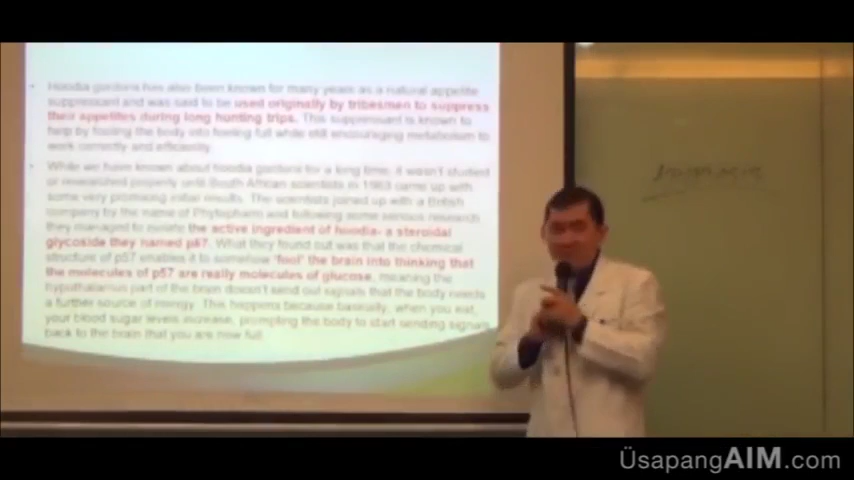 • Hoodia gordonii has also been known for many years as a natural appetite
suppressant and was said to be used originally by tribesmen to suppress
their appetites during long hunting trips. This suppressant is known to
help by fooling the body into feeling full while still encouraging metabolism to
work correctly and efficiently.
• While we have known about hoodia gordonii for a long time, it wasn't studied
or researched properly until South African scientists in 1963 came up with
some very promising initial results. The scientists joined up with a British
company by the name of Phytopharm and following some serious research
they managed to isolate the active ingredient of hoodia- a steroidal
glycoside they named p57. What they found out was that the chemical
structure of p57 enables it to somehow 'fool' the brain into thinking that
the molecules of p57 are really molecules of glucose, meaning the
hypothalamus part of the brain doesn't send out signals that the body needs
a further source of energy. This happens because basically, when you eat,
your blood sugar levels increase, prompting the body to start sending signals
back to the brain that you are now full.
ÜsapangAIM.com